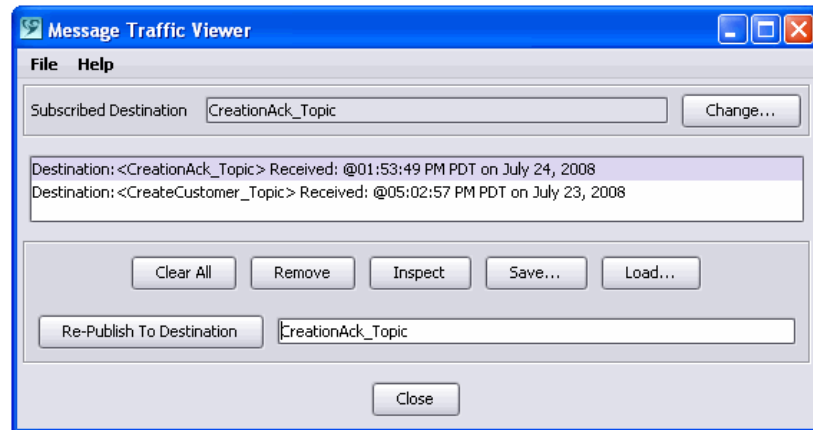 Message Traffic Viewer
File Help
Subscribed Destination CreationAck_Topic Change...
Destination: <CreationAck_Topic> Received: @01:53:49 PM PDT on July 24, 2008
Destination: <CreateCustomer_Topic> Received: @05:02:57 PM PDT on July 23, 2008
Clear All Remove Inspect Save... Load...
Re-Publish To Destination CreationAck_Topic
Close